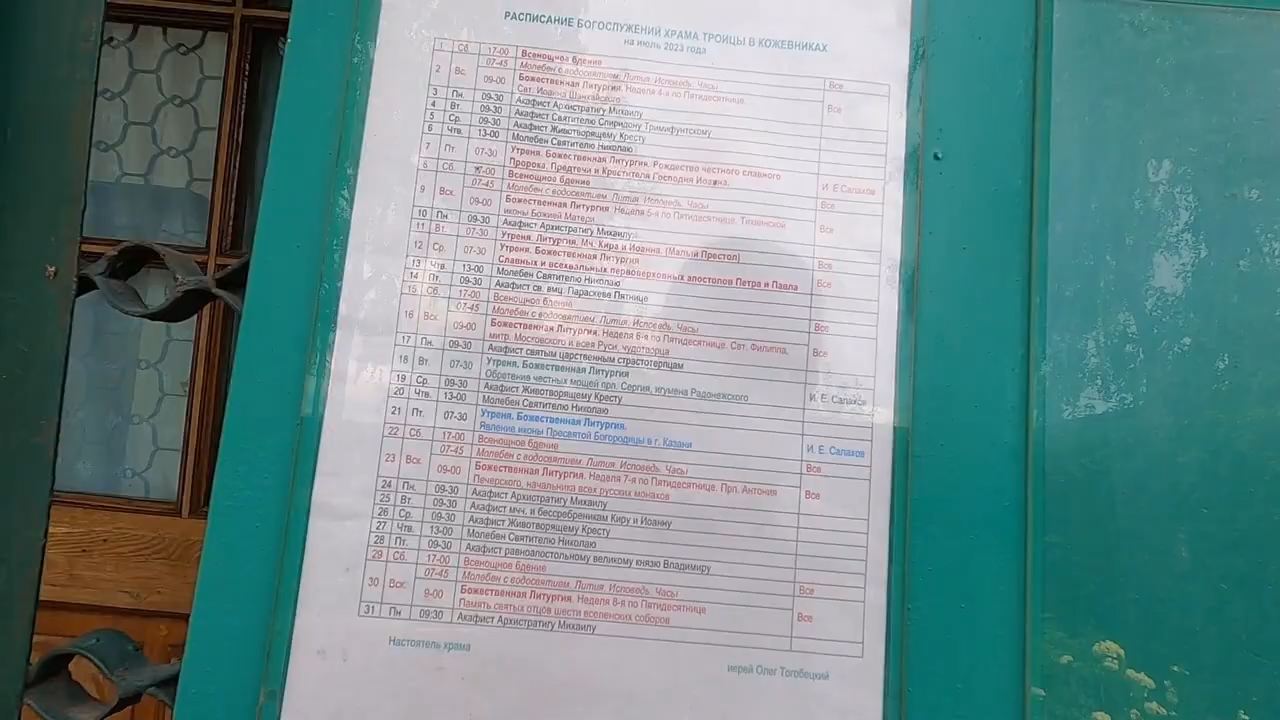 РАСПИСАНИЕ БОГОСЛУЖЕНИЙ ХРАМА ТРОИЦЫ В КОЖЕВНИКАХ
на июль 2023 года
1 Сб. 17-00 Всенощное бдение Все
2 Вс. 07-45 Молебен с водосвятием. Лития. Исповедь. Часы
09-00 Божественная Литургия. Неделя 4-я по Пятидесятнице. Все
Свт. Иоанна Шанхайского
3 Пн. 09-30 Акафист Архистратигу Михаилу
4 Вт. 09-30 Акафист Святителю Спиридону Тримифунтскому
5 Ср. 09-30 Акафист Животворящему Кресту
6 Чтв. 13-00 Молебен Святителю Николаю
7 Пт. 07-30 Утреня. Божественная Литургия. Рождество честного славного
Пророка, Предтечи и Крестителя Господня Иоанна. И. Е Салахов
8 Сб. 17-00 Всенощное бдение Все
9 Вск. 07-45 Молебен с водосвятием. Лития. Исповедь. Часы
09-00 Божественная Литургия. Неделя 5-я по Пятидесятнице. Тихвинской Все
иконы Божией Матери
10 Пн. 09-30 Акафист Архистратигу Михаилу.
11 Вт. 07-30 Утреня. Литургия. Мч. Кира и Иоанна. (Малый Престол) Все
12 Ср. 07-30 Утреня. Божественная Литургия Все
Славных и всехвальных первоверховных апостолов Петра и Павла
13 Чтв. 13-00 Молебен Святителю Николаю
14 Пт. 09-30 Акафист св. вмц. Параскеве Пятнице
15 Сб. 17-00 Всенощное бдение Все
16 Вск. 07-45 Молебен с водосвятием. Лития. Исповедь. Часы
09-00 Божественная Литургия. Неделя 6-я по Пятидесятнице. Свт. Филиппа, Все
митр. Московского и всея Руси, чудотворца
17 Пн. 09-30 Акафист святым царственным страстотерпцам
18 Вт. 07-30 Утреня. Божественная Литургия
Обретение честных мощей прп. Сергия, игумена Радонежского И. Е. Салахов
19 Ср. 09-30 Акафист Животворящему Кресту
20 Чтв. 13-00 Молебен Святителю Николаю
21 Пт. 07-30 Утреня. Божественная Литургия.
Явление иконы Пресвятой Богородицы в г. Казани И. Е. Салахов
22 Сб. 17-00 Всенощное бдение Все
23 Вск. 07-45 Молебен с водосвятием. Лития. Исповедь. Часы
09-00 Божественная Литургия. Неделя 7-я по Пятидесятнице. Прп. Антония Все
Печерского, начальника всех русских монахов
24 Пн. 09-30 Акафист Архистратигу Михаилу
25 Вт. 09-30 Акафист мчч. и бессребреникам Киру и Иоанну
26 Ср. 09-30 Акафист Животворящему Кресту
27 Чтв. 13-00 Молебен Святителю Николаю
28 Пт. 09-30 Акафист равноапостольному великому князю Владимиру
29 Сб. 17-00 Всенощное бдение Все
30 Вск. 07-45 Молебен с водосвятием. Лития. Исповедь. Часы
9-00 Божественная Литургия. Неделя 8-я по Пятидесятнице Все
Память святых отцов шести вселенских соборов
31 Пн 09:30 Акафист Архистратигу Михаилу
Настоятель храма
иерей Олег Тогобецкий